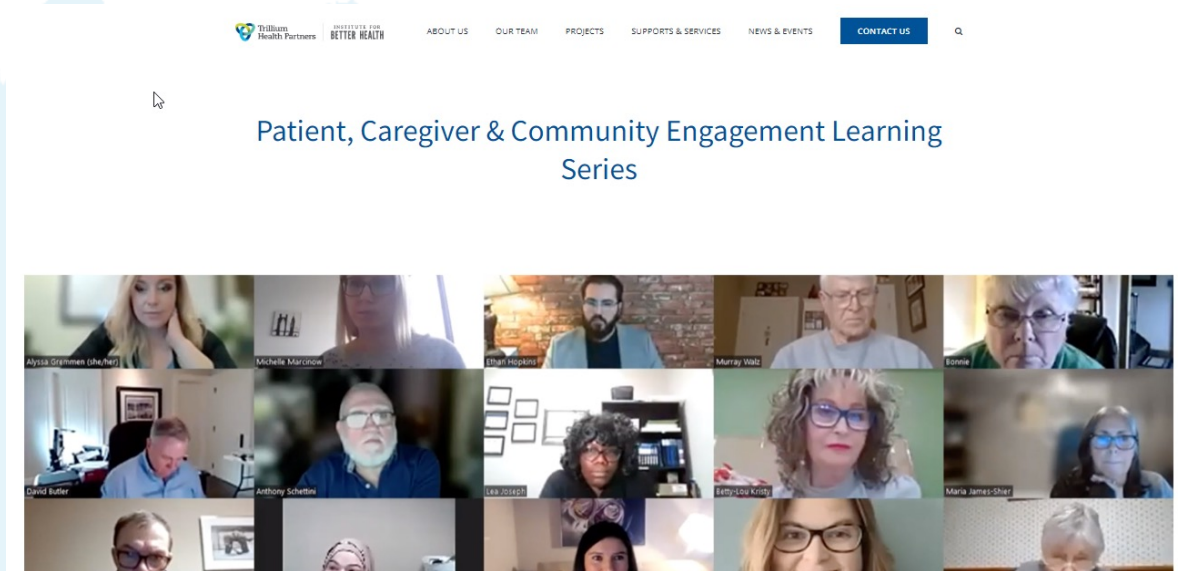 Trillium
Health Partners
INSTITUTE FOR
BETTER HEALTH
ABOUT US
OUR TEAM
PROJECTS
SUPPORTS & SERVICES
NEWS & EVENTS
CONTACT US
Patient, Caregiver & Community Engagement Learning
Series
Alyssa Grammen (she/her)
Michelle Marcinow
Ethan Hopkins
Murray Walz
Bonnie
David Butler
Anthony Schettini
Lea Joseph
Betty-Lou Kristy
Maria James-Shier